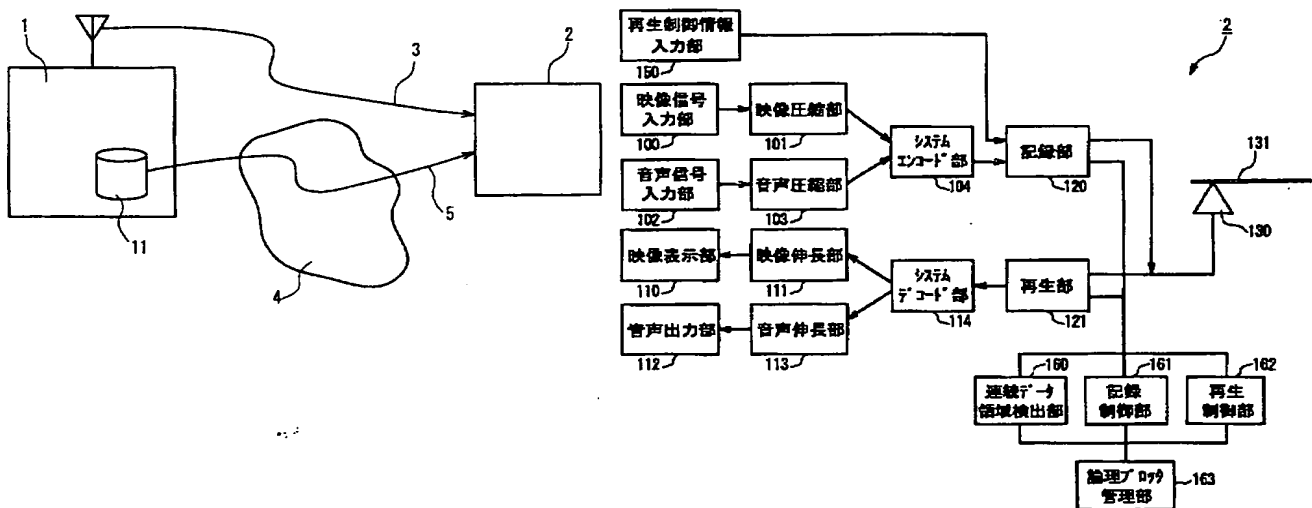 1
3
2
11
5
4
2
再生制御情報
入力部
150
映像信号
入力部
100
映像圧縮部
101
音声信号
入力部
102
音声圧縮部
103
システム
エンコード部
104
記録部
120
131
130
映像表示部
110
映像伸長部
111
音声出力部
112
音声伸長部
113
システム
デコード部
114
再生部
121
160
連続データ
領域検出部
161
記録
制御部
162
再生
制御部
論理ブロック
管理部
163